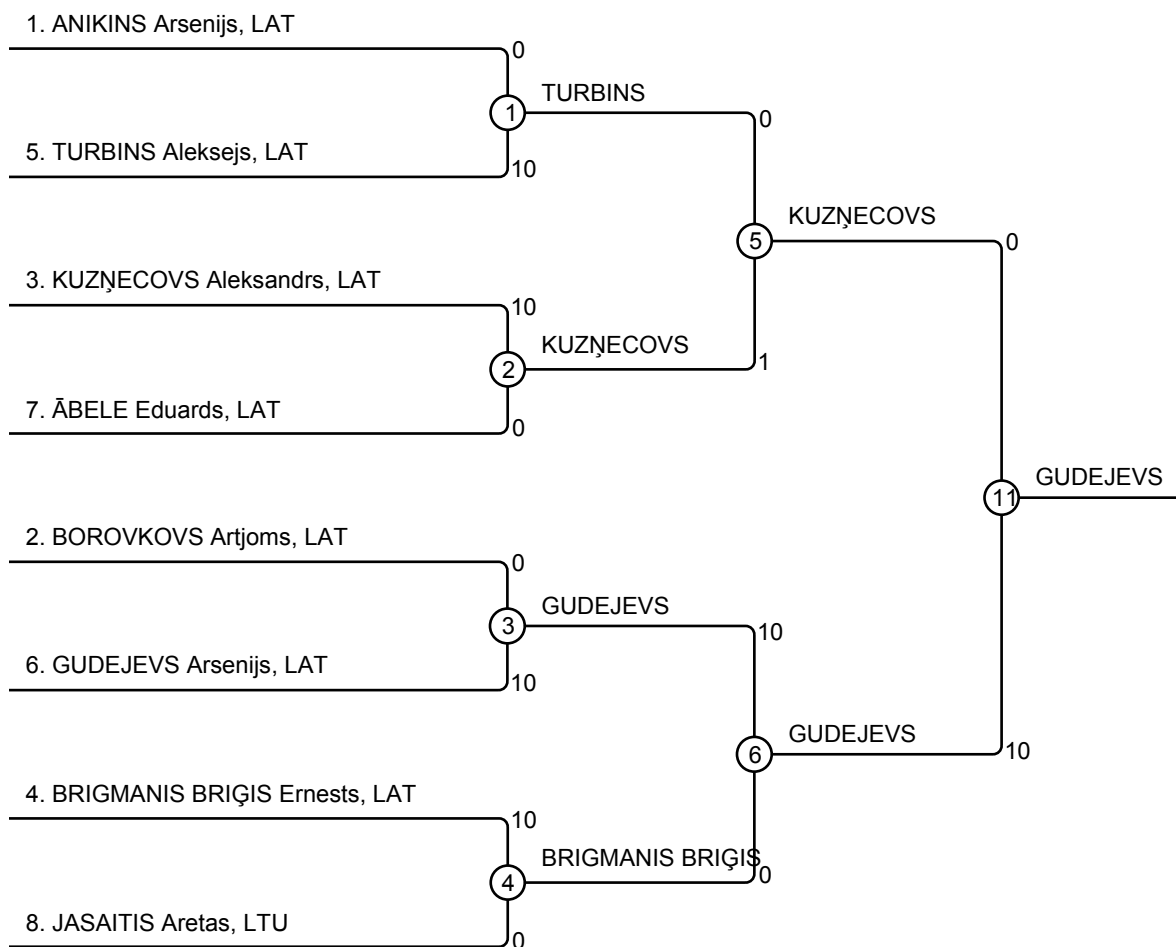 1. ANIKINS Arsenijs, LAT
0
1
TURBINS
0
5. TURBINS Aleksejs, LAT
10
5
KUZŅECOVS
0
3. KUZŅECOVS Aleksandrs, LAT
10
2
KUZŅECOVS
1
7. ĀBELE Eduards, LAT
0
11
GUDEJEVS
2. BOROVKOVS Artjoms, LAT
0
3
GUDEJEVS
10
6. GUDEJEVS Arsenijs, LAT
10
6
GUDEJEVS
10
4. BRIGMANIS BRIĢIS Ernests, LAT
10
4
BRIGMANIS BRIĢIS
0
8. JASAITIS Aretas, LTU
0